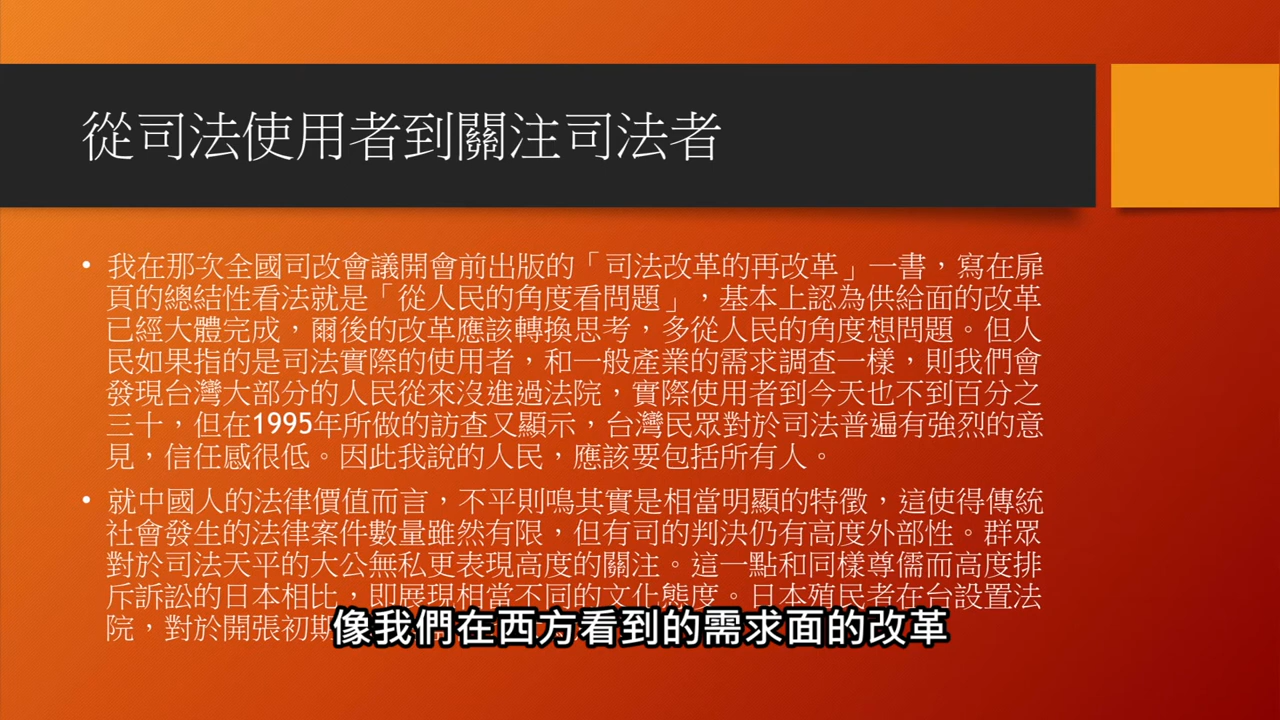 從司法使用者到關注司法者
• 我在那次全國司改會議開會前出版的「司法改革的再改革」一書，寫在扉
頁的總結性看法就是「從人民的角度看問題」，基本上認為供給面的改革
已經大體完成，爾後的改革應該轉換思考，多從人民的角度想問題。但人
民如果指的是司法實際的使用者，和一般產業的需求調查一樣，則我們會
發現台灣大部分的人民從來沒進過法院，實際使用者到今天也不到百分之
三十，但在1995年所做的訪查又顯示，台灣民眾對於司法普遍有強烈的意
見，信任感很低。因此我說的人民，應該要包括所有人。
• 就中國人的法律價值而言，不平則鳴其實是相當明顯的特徵，這使得傳統
社會發生的法律案件數量雖然有限，但有司的判決仍有高度外部性。群眾
對於司法天平的大公無私更表現高度的關注。這一點和同樣尊儒而高度排
斥訴訟的日本相比，即展現相當不同的文化態度。日本殖民者在台設置法
院，對於開張初期
像我們在西方看到的需求面的改革